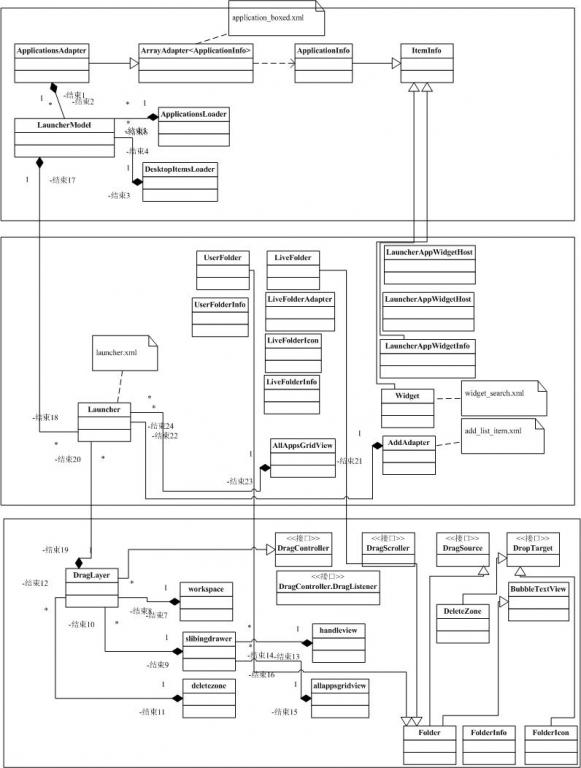 application_boxed.xml
ApplicationsAdapter
ArrayAdapter<ApplicationInfo>
ApplicationInfo
ItemInfo
1
-结束1
-结束2
*
LauncherModel
*
1
ApplicationsLoader
-结束4
1
DesktopItemsLoader
-结束3
1
-结束17
UserFolder
LiveFolder
LauncherAppWidgetHost
UserFolderInfo
LiveFolderAdapter
LauncherAppWidgetHost
LiveFolderIcon
LauncherAppWidgetInfo
launcher.xml
LiveFolderInfo
Widget
widget_search.xml
Launcher
*
*
-结束18
-结束24
-结束22
1
AddAdapter
add_list_item.xml
*
*
-结束20
1
AllAppsGridView
-结束21
-结束23
-结束19
1
<<接口>>
DragController
<<接口>>
DragScroller
<<接口>>
DragSource
<<接口>>
DropTarget
DragLayer
-结束12
<<接口>>
DragController.DragListener
BubbleTextView
*
*
1
workspace
-结束8
-结束7
DeleteZone
-结束10
*
1
slibingdrawer
*
*
1
handleview
-结束9
-结束14
-结束13
-结束16
1
deletezone
1
allappsgridview
-结束11
-结束15
Folder
FolderInfo
FolderIcon